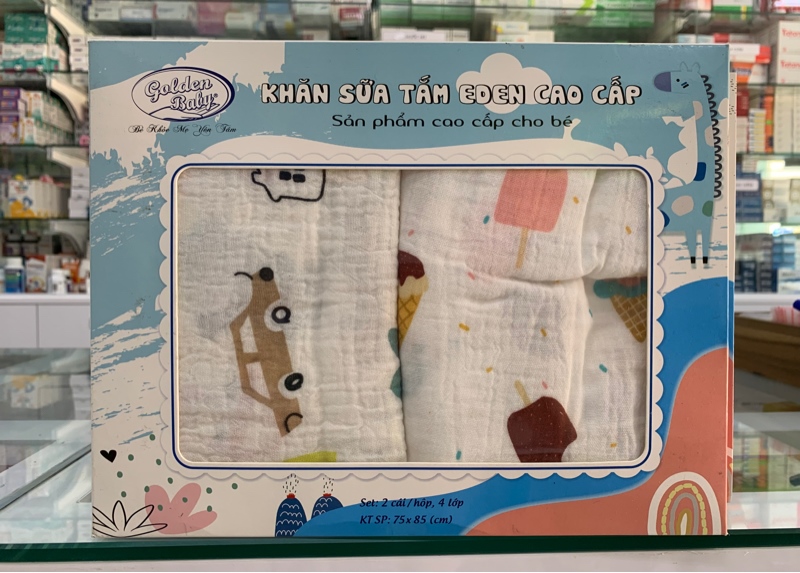 Golden
Baby
Bé Khỏe Mẹ Yên Tâm
KHĂN SỮA TẮM EDEN CAO CẤP
Sản phẩm cao cấp cho bé
Set: 2 cái/hộp, 4 lớp
KT SP: 75x85 (cm)